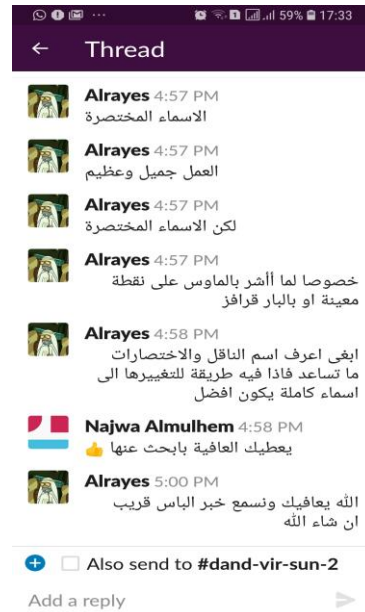 59% 17:33
Thread
Alrayes 4:57 PM
الاسماء المختصرة
Alrayes 4:57 PM
العمل جميل وعظيم
Alrayes 4:57 PM
لكن الاسماء المختصرة
Alrayes 4:57 PM
خصوصا لما أأشر بالماوس على نقطة
معينة او بالبار قرافز
Alrayes 4:58 PM
ابغى اعرف اسم الناقل والاختصارات
ما تساعد فاذا فيه طريقة للتغييرها الى
اسماء كاملة يكون افضل
Najwa Almulhem 4:58 PM
يعطيك العافية بابحث عنها 👍
Alrayes 5:00 PM
الله يعافيك ونسمع خبر الباس قريب
ان شاء الله
Also send to #dand-vir-sun-2
Add a reply